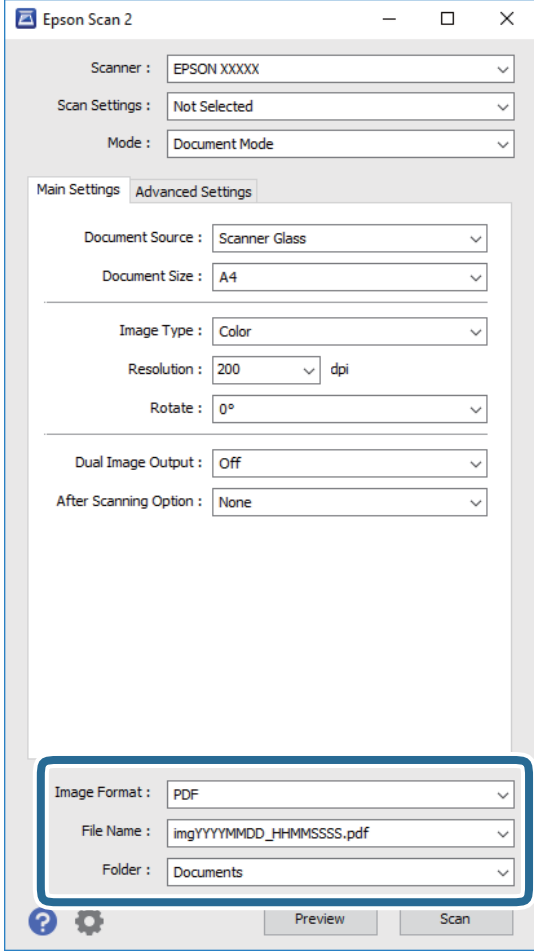 Epson Scan 2
Scanner : EPSON XXXXX
Scan Settings : Not Selected
Mode : Document Mode
Main Settings Advanced Settings
Document Source : Scanner Glass
Document Size : A4
Image Type : Color
Resolution : 200 dpi
Rotate : 0°
Dual Image Output : Off
After Scanning Option : None
Image Format : PDF
File Name : imgYYYYMMDD_HHMMSSSS.pdf
Folder : Documents
? Preview Scan